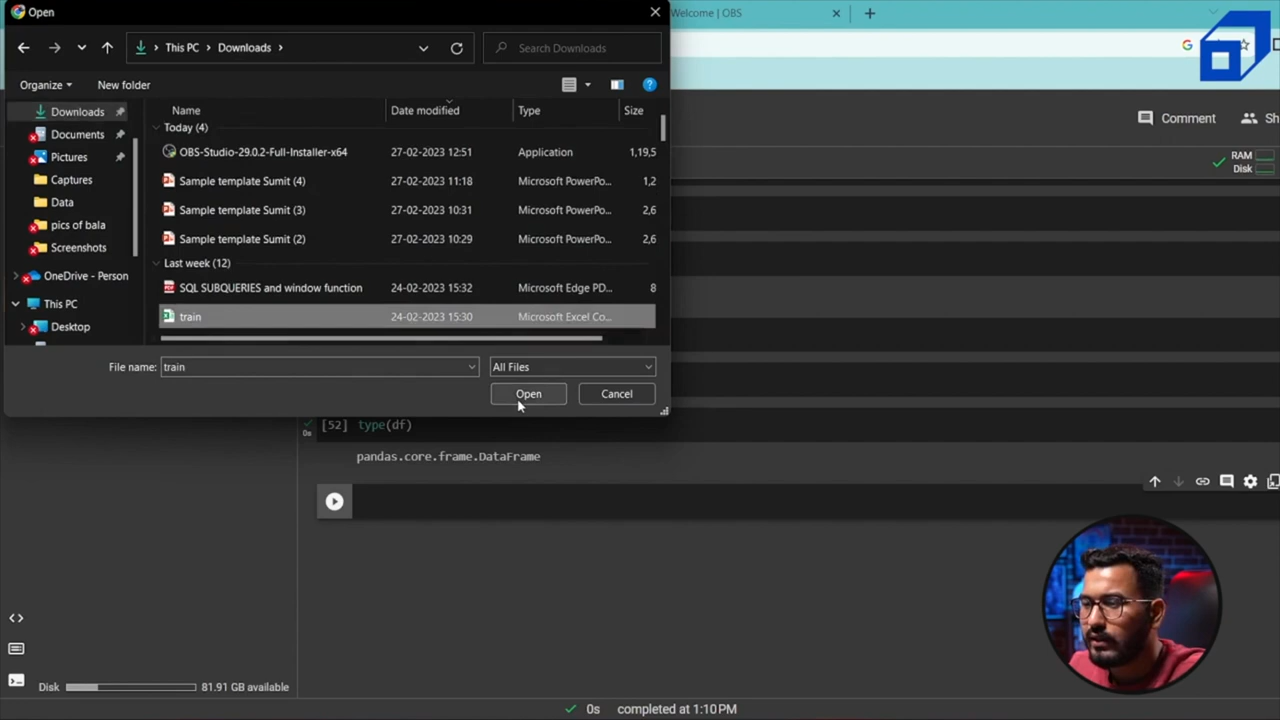 Open
Welcome | OBS
This PC
Downloads
Search Downloads
Organize
New folder
Name
Date modified
Type
Size
Downloads
Documents
Pictures
Captures
Data
pics of bala
Screenshots
OneDrive - Person
This PC
Desktop
Today (4)
OBS-Studio-29.0.2-Full-Installer-x64 27-02-2023 12:51 Application 1,19,5
Sample template Sumit (4) 27-02-2023 11:18 Microsoft PowerPo... 1,2
Sample template Sumit (3) 27-02-2023 10:31 Microsoft PowerPo... 2,6
Sample template Sumit (2) 27-02-2023 10:29 Microsoft PowerPo... 2,6
Last week (12)
SQL SUBQUERIES and window function 24-02-2023 15:32 Microsoft Edge PD... 8
train 24-02-2023 15:30 Microsoft Excel Co...
File name: train
All Files
Open
Cancel
Comment
Sh
RAM
Disk
[52] type(df)
0s
pandas.core.frame.DataFrame
Disk 81.91 GB available
0s completed at 1:10 PM